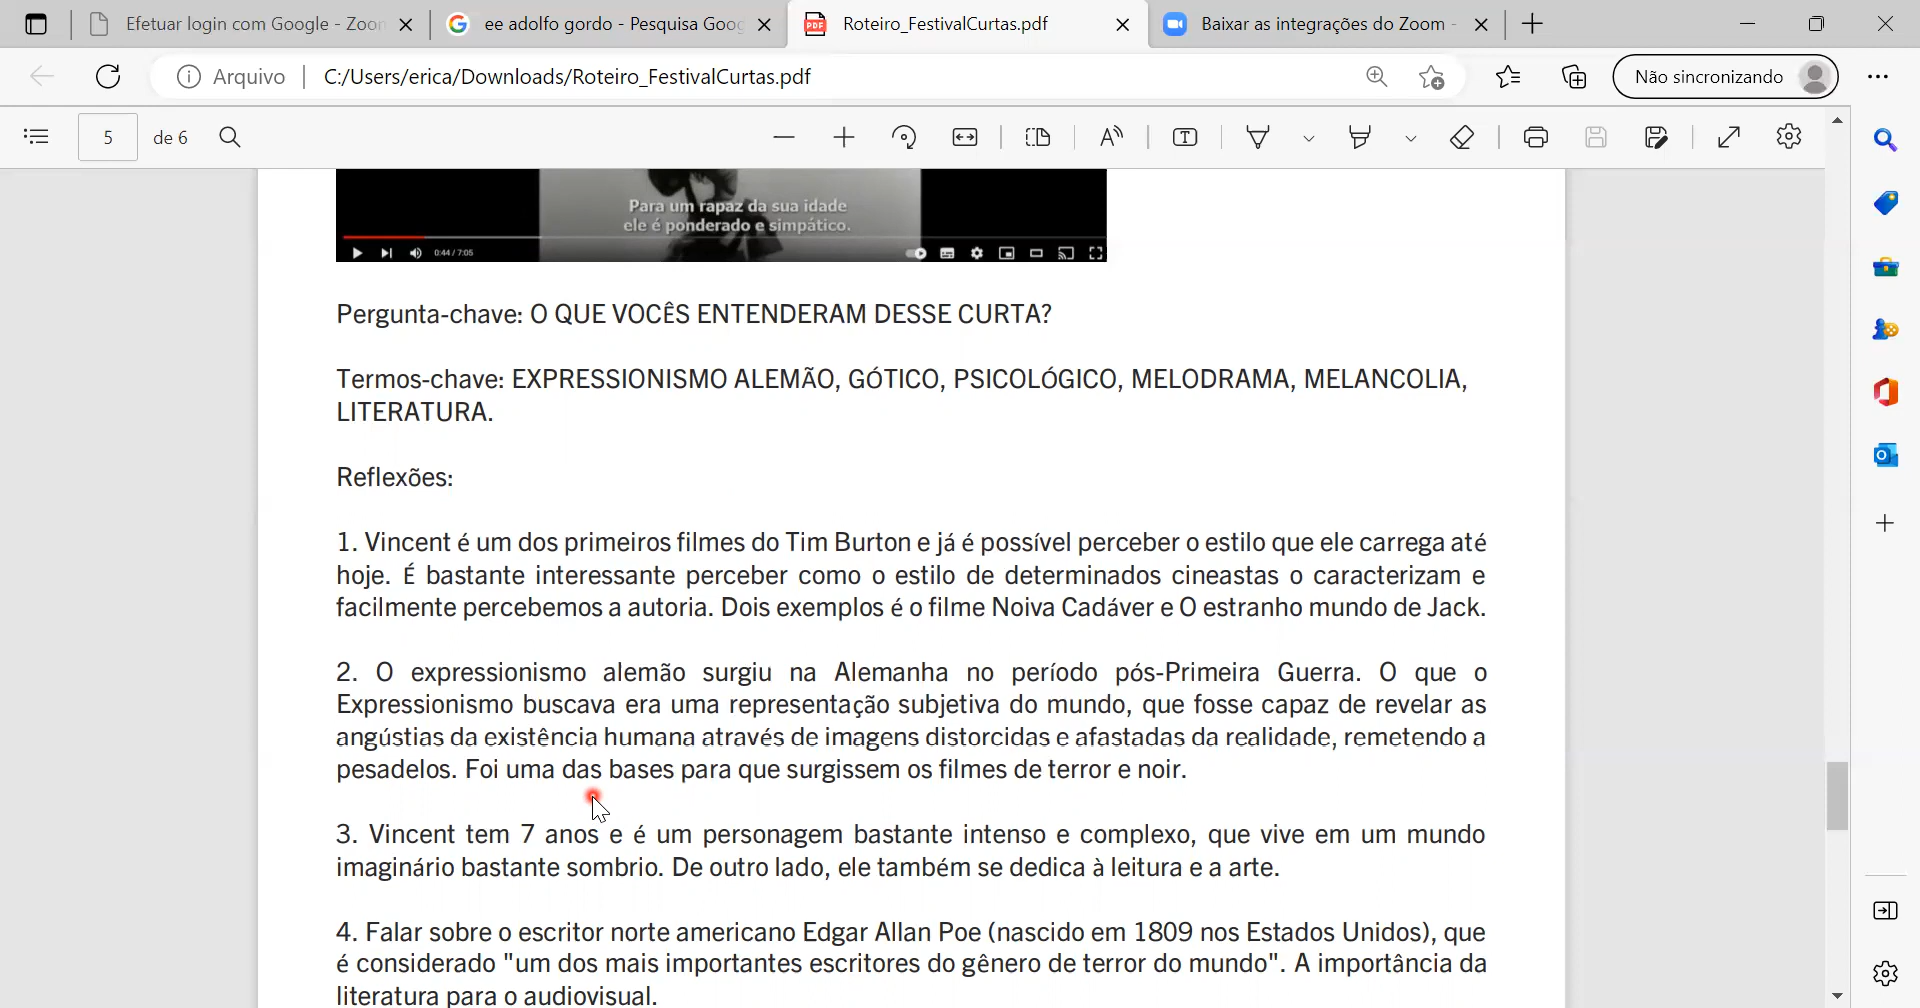 Efetuar login com Google - Zoo
ee adolfo gordo - Pesquisa Goo
Roteiro_FestivalCurtas.pdf
Baixar as integrações do Zoom -
Arquivo
C:/Users/erica/Downloads/Roteiro_FestivalCurtas.pdf
Não sincronizando
5
de 6
Para um rapaz da sua idade
ele é ponderado e simpático.
0:44 / 7:05
Pergunta-chave: O QUE VOCÊS ENTENDERAM DESSE CURTA?
Termos-chave: EXPRESSIONISMO ALEMÃO, GÓTICO, PSICOLÓGICO, MELODRAMA, MELANCOLIA,
LITERATURA.
Reflexões:
1. Vincent é um dos primeiros filmes do Tim Burton e já é possível perceber o estilo que ele carrega até
hoje. É bastante interessante perceber como o estilo de determinados cineastas o caracterizam e
facilmente percebemos a autoria. Dois exemplos é o filme Noiva Cadáver e O estranho mundo de Jack.
2. O expressionismo alemão surgiu na Alemanha no período pós-Primeira Guerra. O que o
Expressionismo buscava era uma representação subjetiva do mundo, que fosse capaz de revelar as
angústias da existência humana através de imagens distorcidas e afastadas da realidade, remetendo a
pesadelos. Foi uma das bases para que surgissem os filmes de terror e noir.
3. Vincent tem 7 anos e é um personagem bastante intenso e complexo, que vive em um mundo
imaginário bastante sombrio. De outro lado, ele também se dedica à leitura e a arte.
4. Falar sobre o escritor norte americano Edgar Allan Poe (nascido em 1809 nos Estados Unidos), que
é considerado "um dos mais importantes escritores do gênero de terror do mundo". A importância da
literatura para o audiovisual.